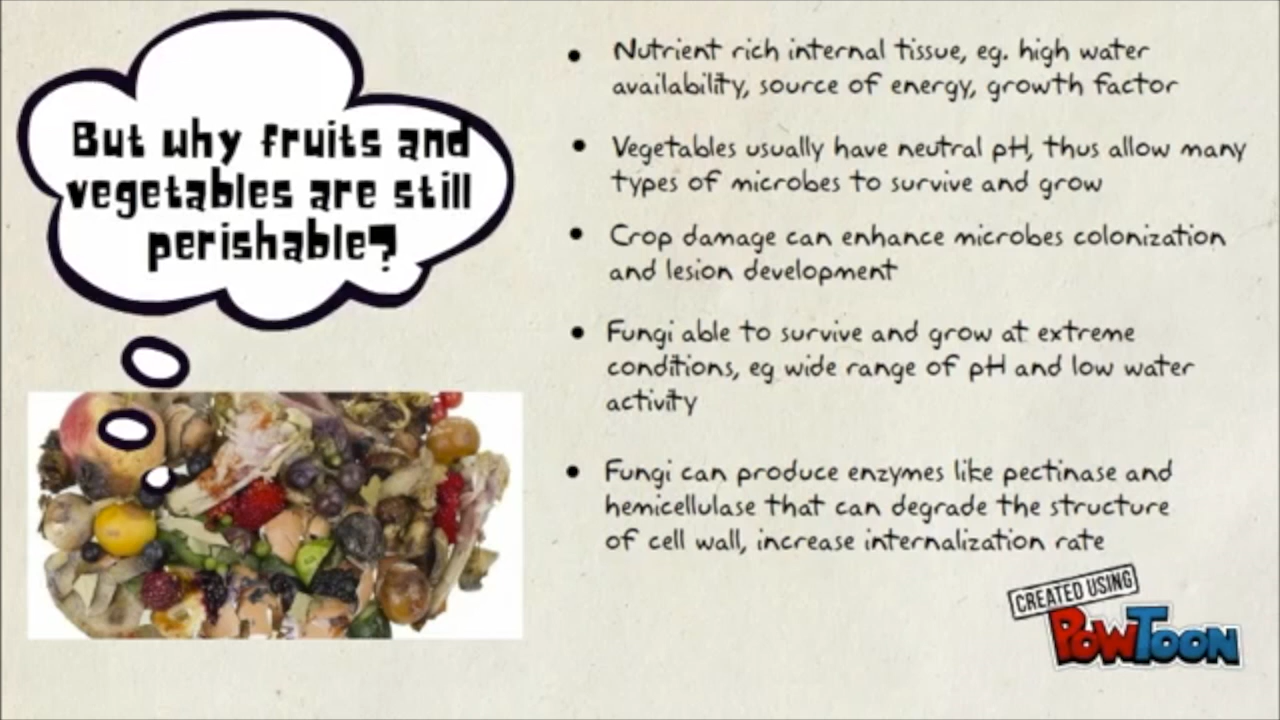 But why fruits and
vegetables are still
perishable?
• Nutrient rich internal tissue, eg. high water
availability, source of energy, growth factor
• Vegetables usually have neutral pH, thus allow many
types of microbes to survive and grow
• Crop damage can enhance microbes colonization
and lesion development
• Fungi able to survive and grow at extreme
conditions, eg wide range of pH and low water
activity
• Fungi can produce enzymes like pectinase and
hemicellulase that can degrade the structure
of cell wall, increase internalization rate
CREATED USING
POWTOON